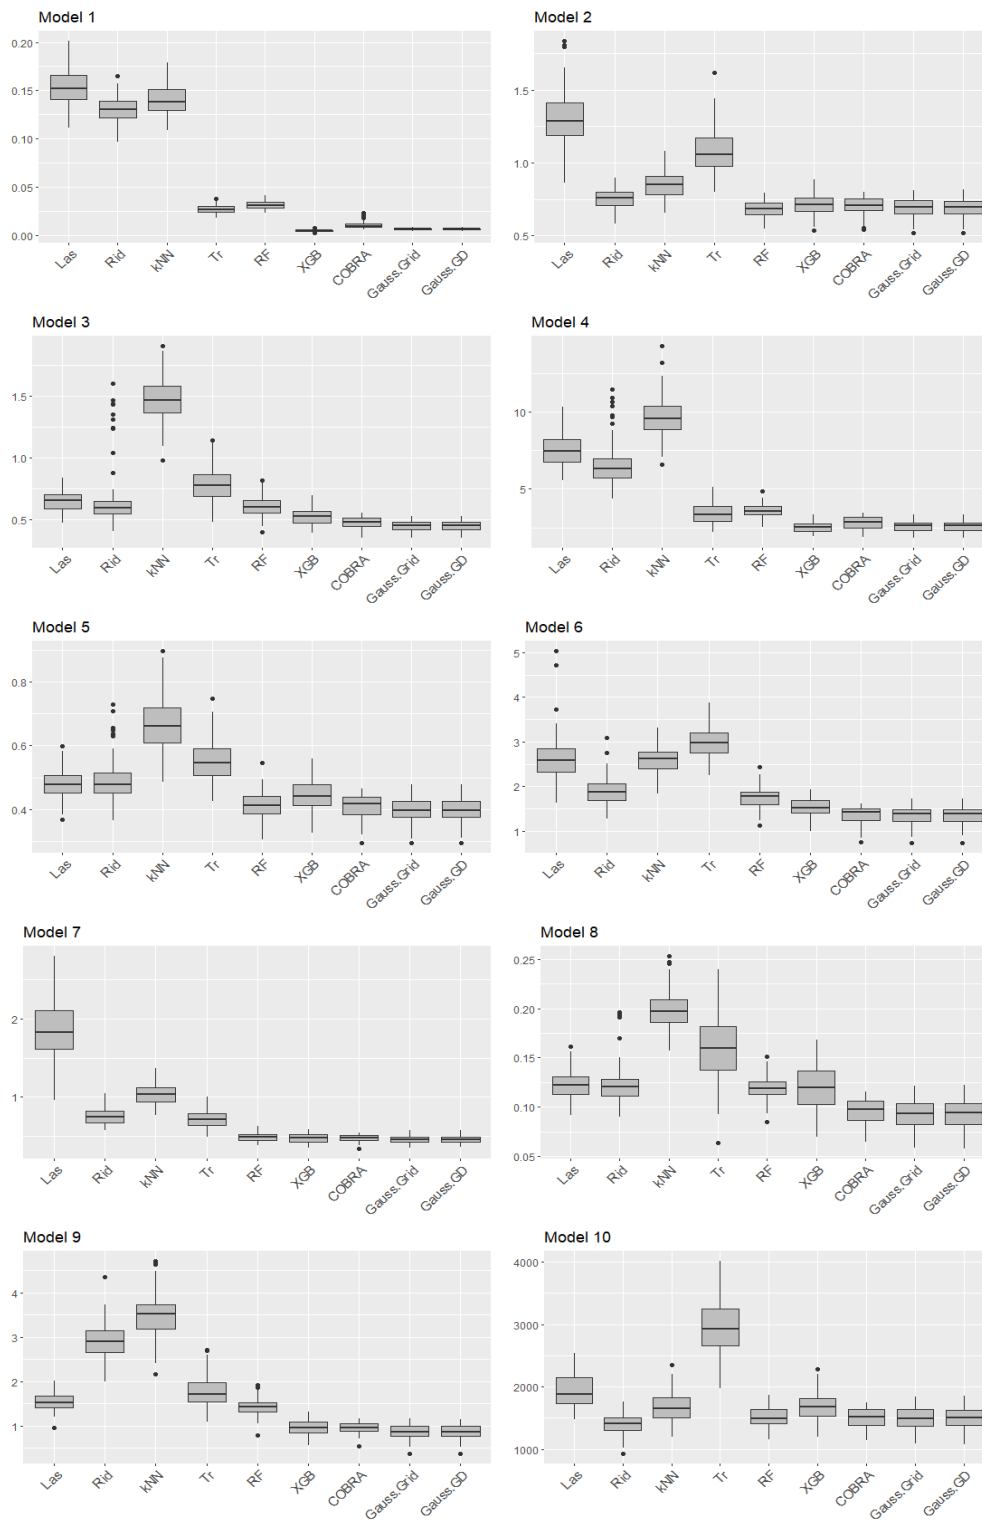 Model 1
0.20
0.15
0.10
0.05
0.00
Las Rid kNN Tr RF XGB COBRA Gauss.Grid Gauss.GD
Model 2
1.5
1.0
0.5
Las Rid kNN Tr RF XGB COBRA Gauss.Grid Gauss.GD
Model 3
1.5
1.0
0.5
Las Rid kNN Tr RF XGB COBRA Gauss.Grid Gauss.GD
Model 4
10
5
Las Rid kNN Tr RF XGB COBRA Gauss.Grid Gauss.GD
Model 5
0.8
0.6
0.4
Las Rid kNN Tr RF XGB COBRA Gauss.Grid Gauss.GD
Model 6
5
4
3
2
1
Las Rid kNN Tr RF XGB COBRA Gauss.Grid Gauss.GD
Model 7
2
1
Las Rid kNN Tr RF XGB COBRA Gauss.Grid Gauss.GD
Model 8
0.25
0.20
0.15
0.10
0.05
Las Rid kNN Tr RF XGB COBRA Gauss.Grid Gauss.GD
Model 9
4
3
2
1
Las Rid kNN Tr RF XGB COBRA Gauss.Grid Gauss.GD
Model 10
4000
3000
2000
1000
Las Rid kNN Tr RF XGB COBRA Gauss.Grid Gauss.GD